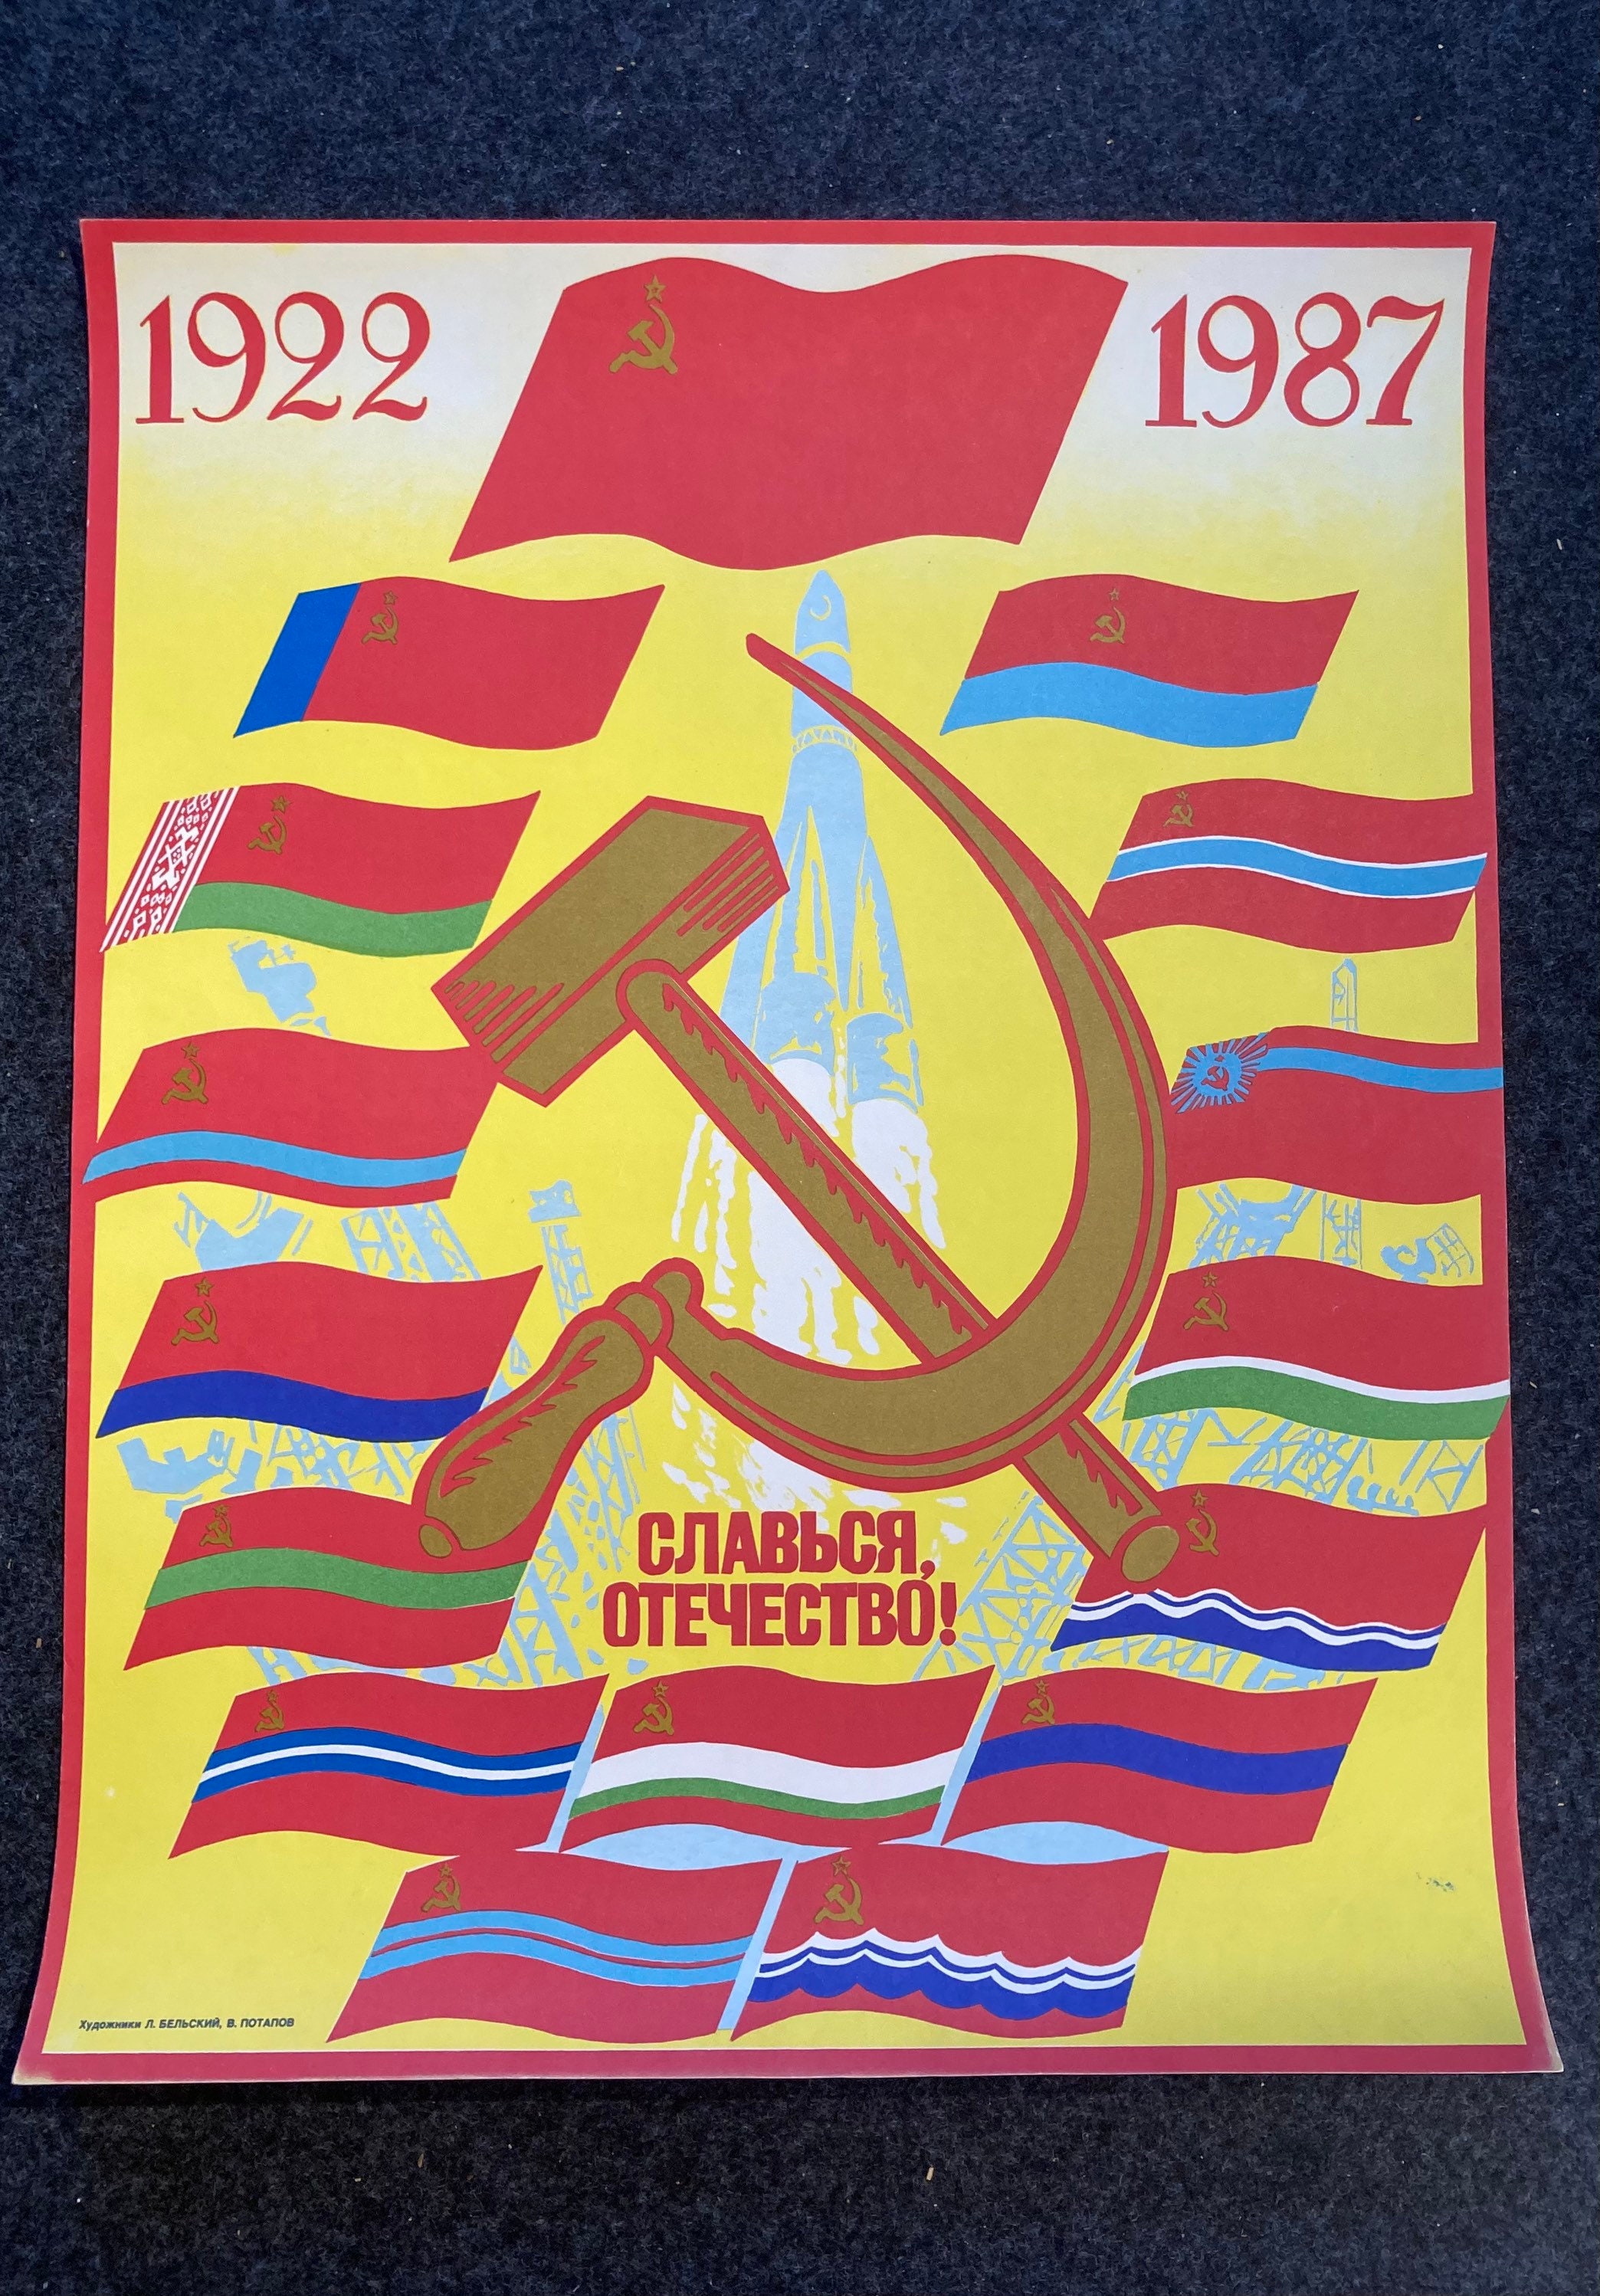 1922
1987
СЛАВЬСЯ,
ОТЕЧЕСТВО!
Художники Л. БЕЛЬСКИЙ, В. ПОТАПОВ